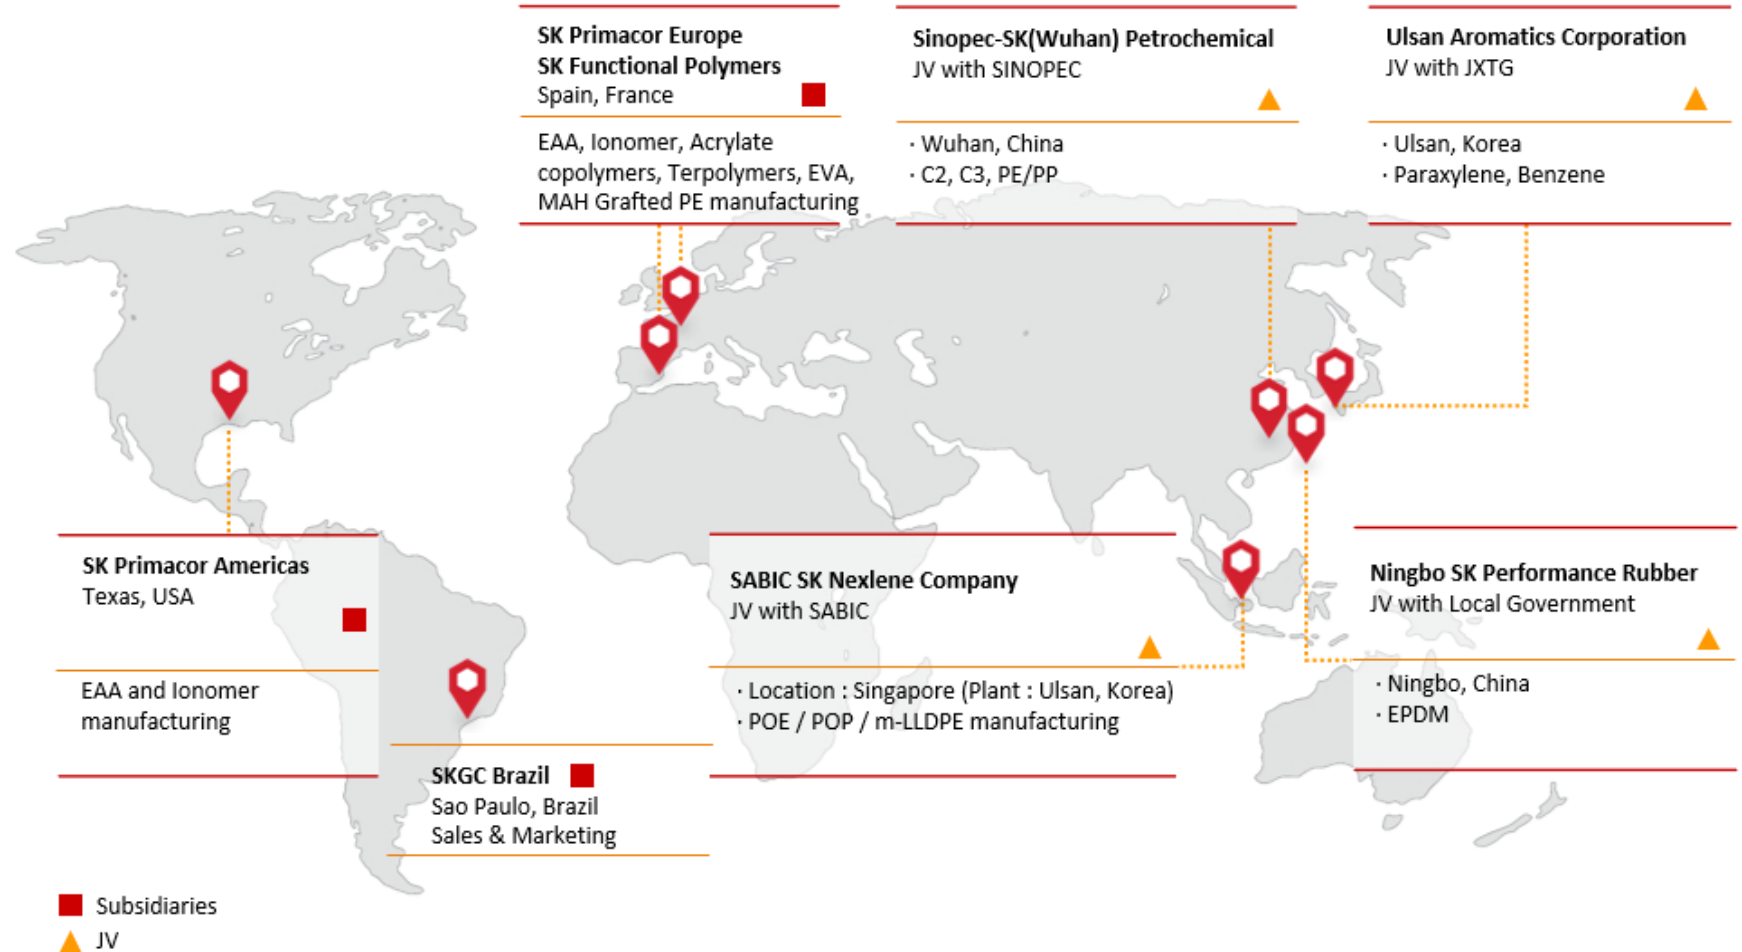 SK Primacor Europe
SK Functional Polymers
Spain, France
EAA, Ionomer, Acrylate
copolymers, Terpolymers, EVA,
MAH Grafted PE manufacturing
Sinopec-SK(Wuhan) Petrochemical
JV with SINOPEC
· Wuhan, China
· C2, C3, PE/PP
Ulsan Aromatics Corporation
JV with JXTG
· Ulsan, Korea
· Paraxylene, Benzene
SK Primacor Americas
Texas, USA
EAA and Ionomer
manufacturing
SKGC Brazil
Sao Paulo, Brazil
Sales & Marketing
SABIC SK Nexlene Company
JV with SABIC
· Location : Singapore (Plant : Ulsan, Korea)
· POE / POP / m-LLDPE manufacturing
Ningbo SK Performance Rubber
JV with Local Government
· Ningbo, China
· EPDM
Subsidiaries
JV